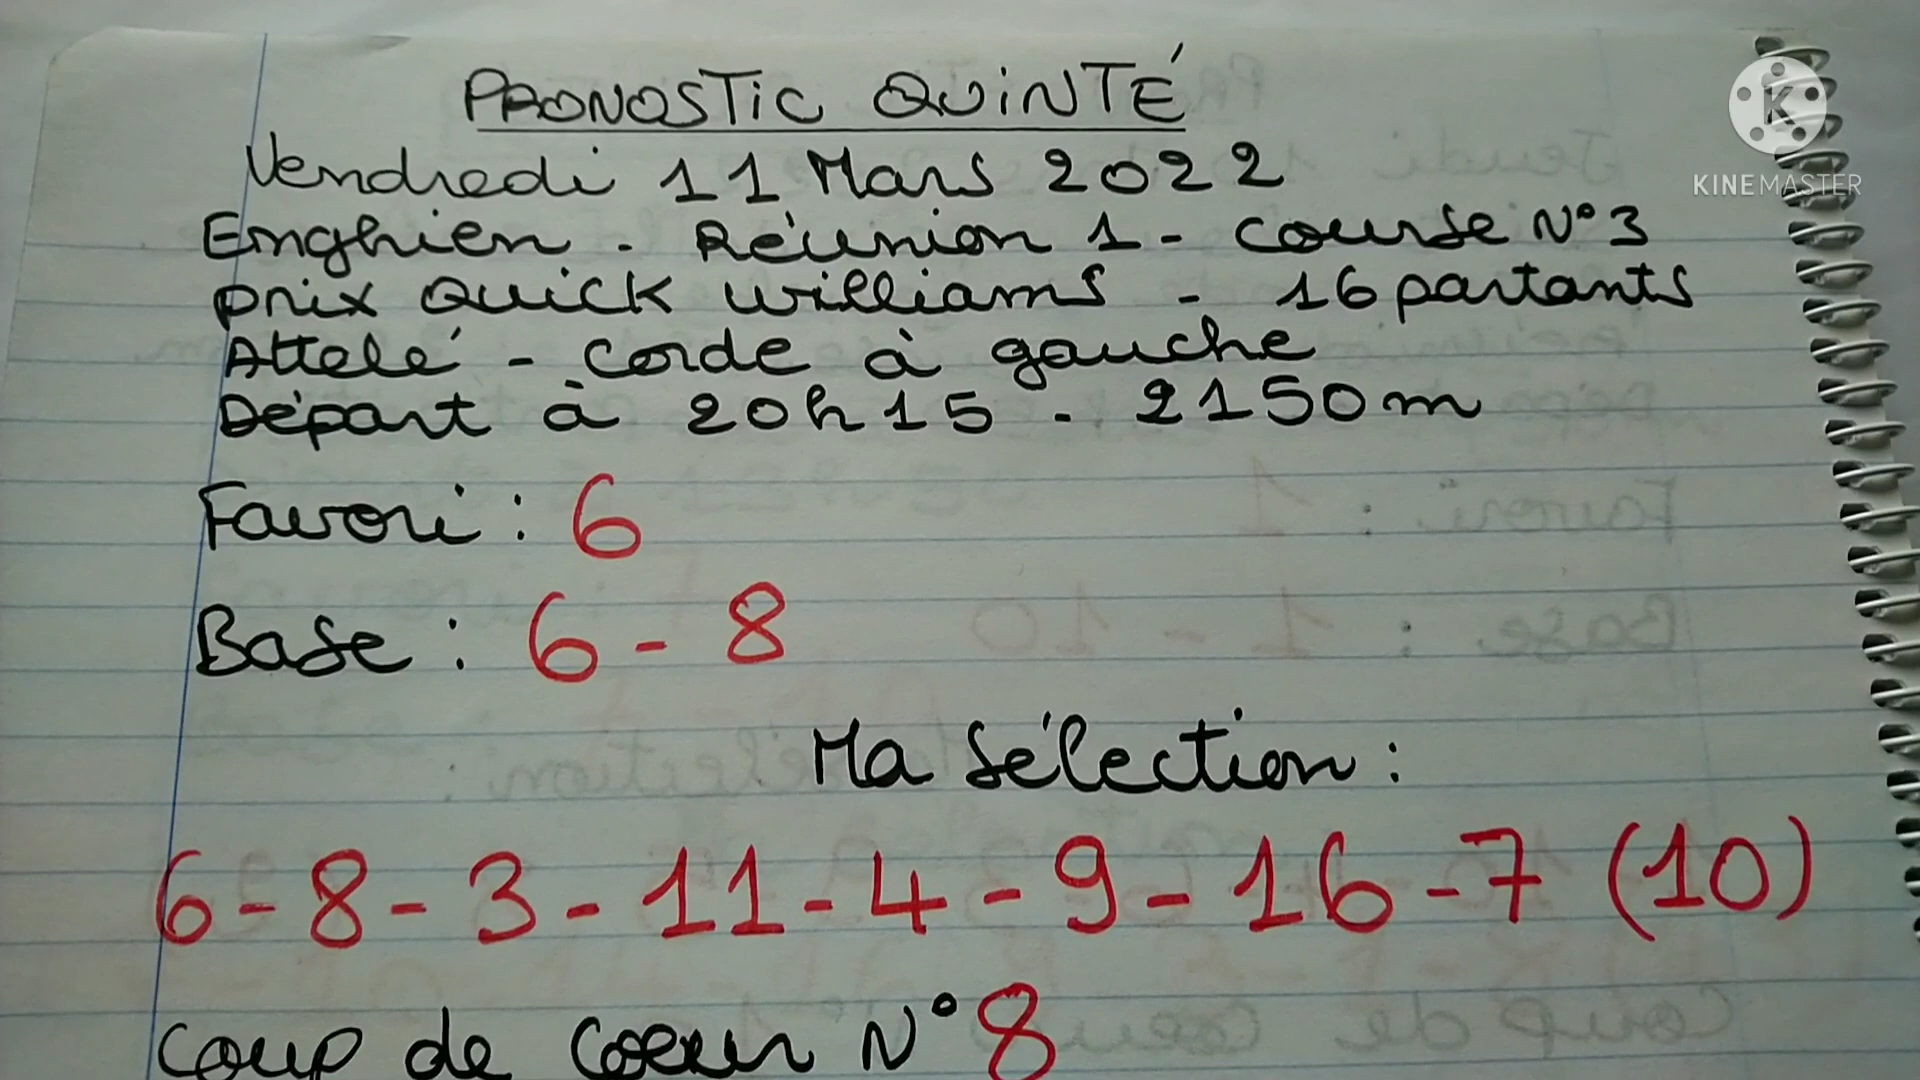 PRONOSTIC QUINTÉ
Vendredi 11 Mars 2022
Enghien - Réunion 1 - Course N°3
prix Quick Williams - 16 partants
Attelé - Corde à gauche
Départ à 20h15 - 2150m
Favori : 6
Base : 6 - 8
Ma Sélection :
6 - 8 - 3 - 11 - 4 - 9 - 16 - 7 (10)
Coup de Coeur N° 8
K
KINEMASTER